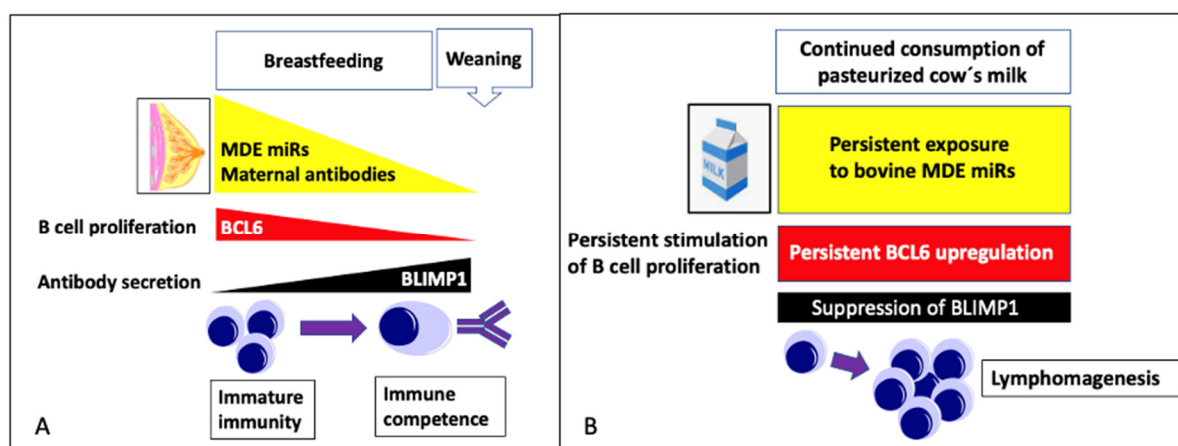 Breastfeeding
Weaning
MDE miRs
Maternal antibodies
B cell proliferation
BCL6
Antibody secretion
BLIMP1
Immature
immunity
Immune
competence
A
Continued consumption of
pasteurized cow´s milk
MILK
Persistent exposure
to bovine MDE miRs
Persistent stimulation
of B cell proliferation
Persistent BCL6 upregulation
Suppression of BLIMP1
Lymphomagenesis
B